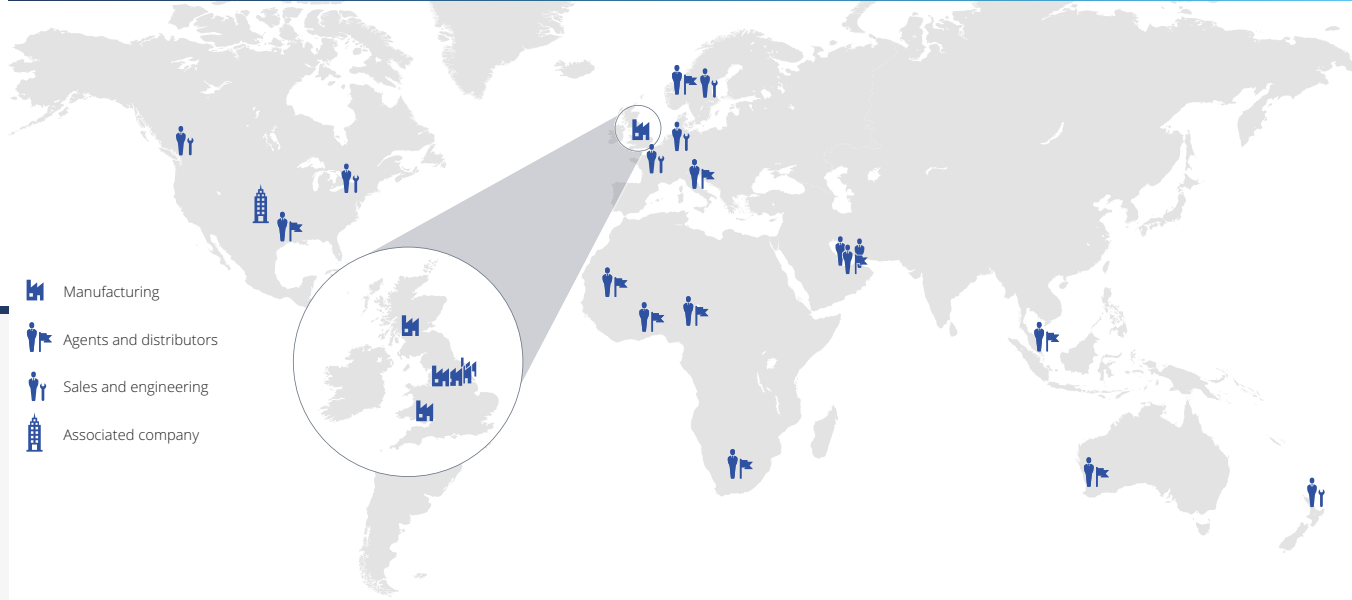 Manufacturing
Agents and distributors
Sales and engineering
Associated company